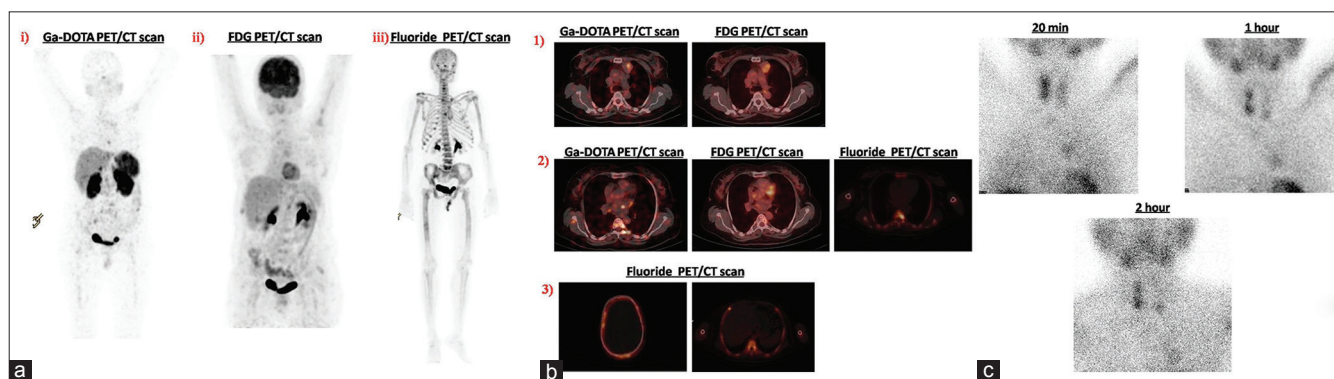 i) Ga-DOTA PET/CT scan
ii) FDG PET/CT scan
iii) Fluoride PET/CT scan
a
1) Ga-DOTA PET/CT scan FDG PET/CT scan
2) Ga-DOTA PET/CT scan FDG PET/CT scan Fluoride PET/CT scan
3) Fluoride PET/CT scan
b
20 min
1 hour
2 hour
c